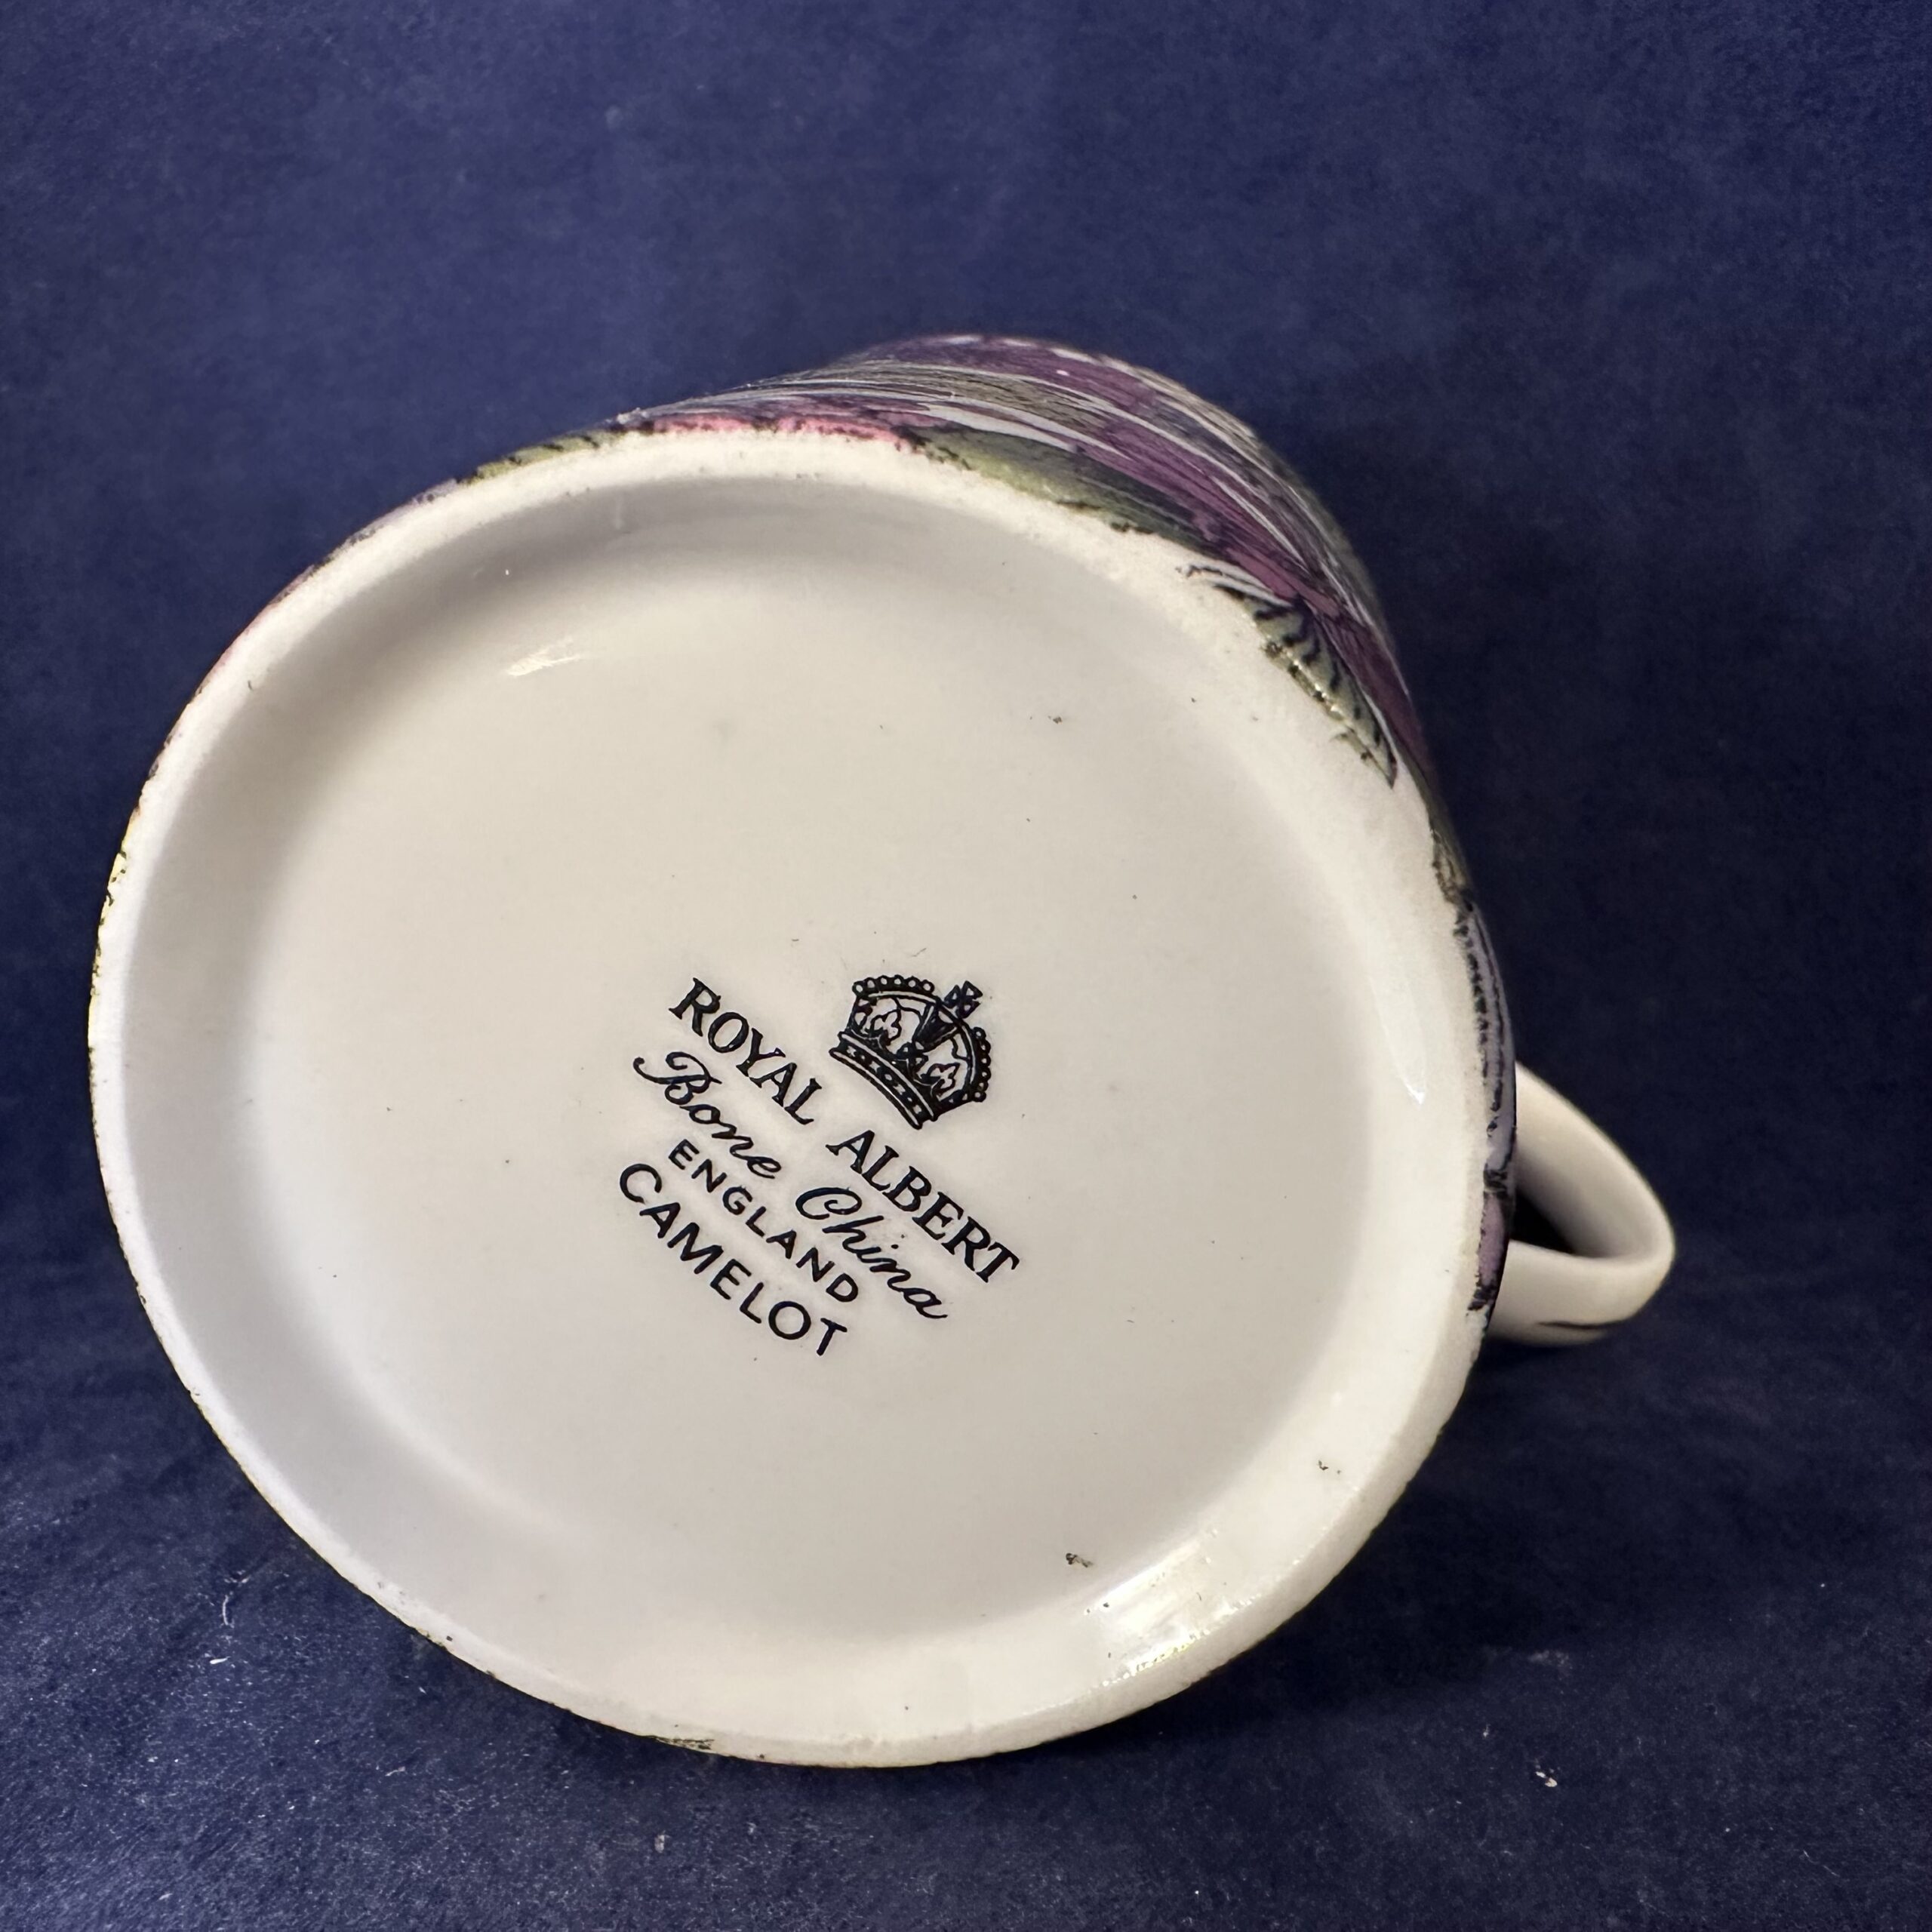 ROYAL ALBERT
Bone China
ENGLAND
CAMELOT